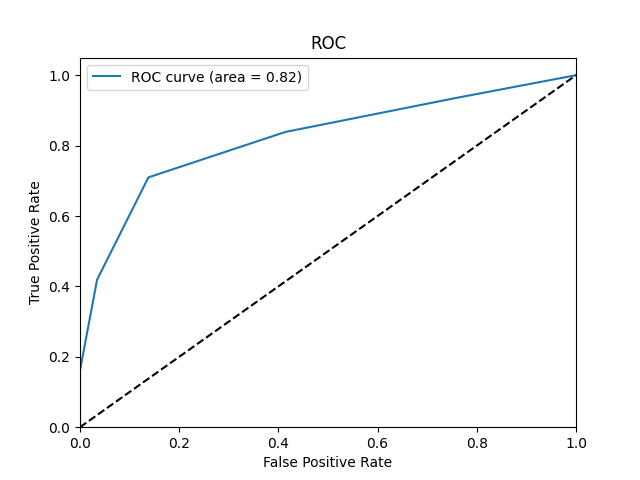 ROC
ROC curve (area = 0.82)
1.0
0.8
0.6
0.4
0.2
0.0
True Positive Rate
0.0 0.2 0.4 0.6 0.8 1.0
False Positive Rate